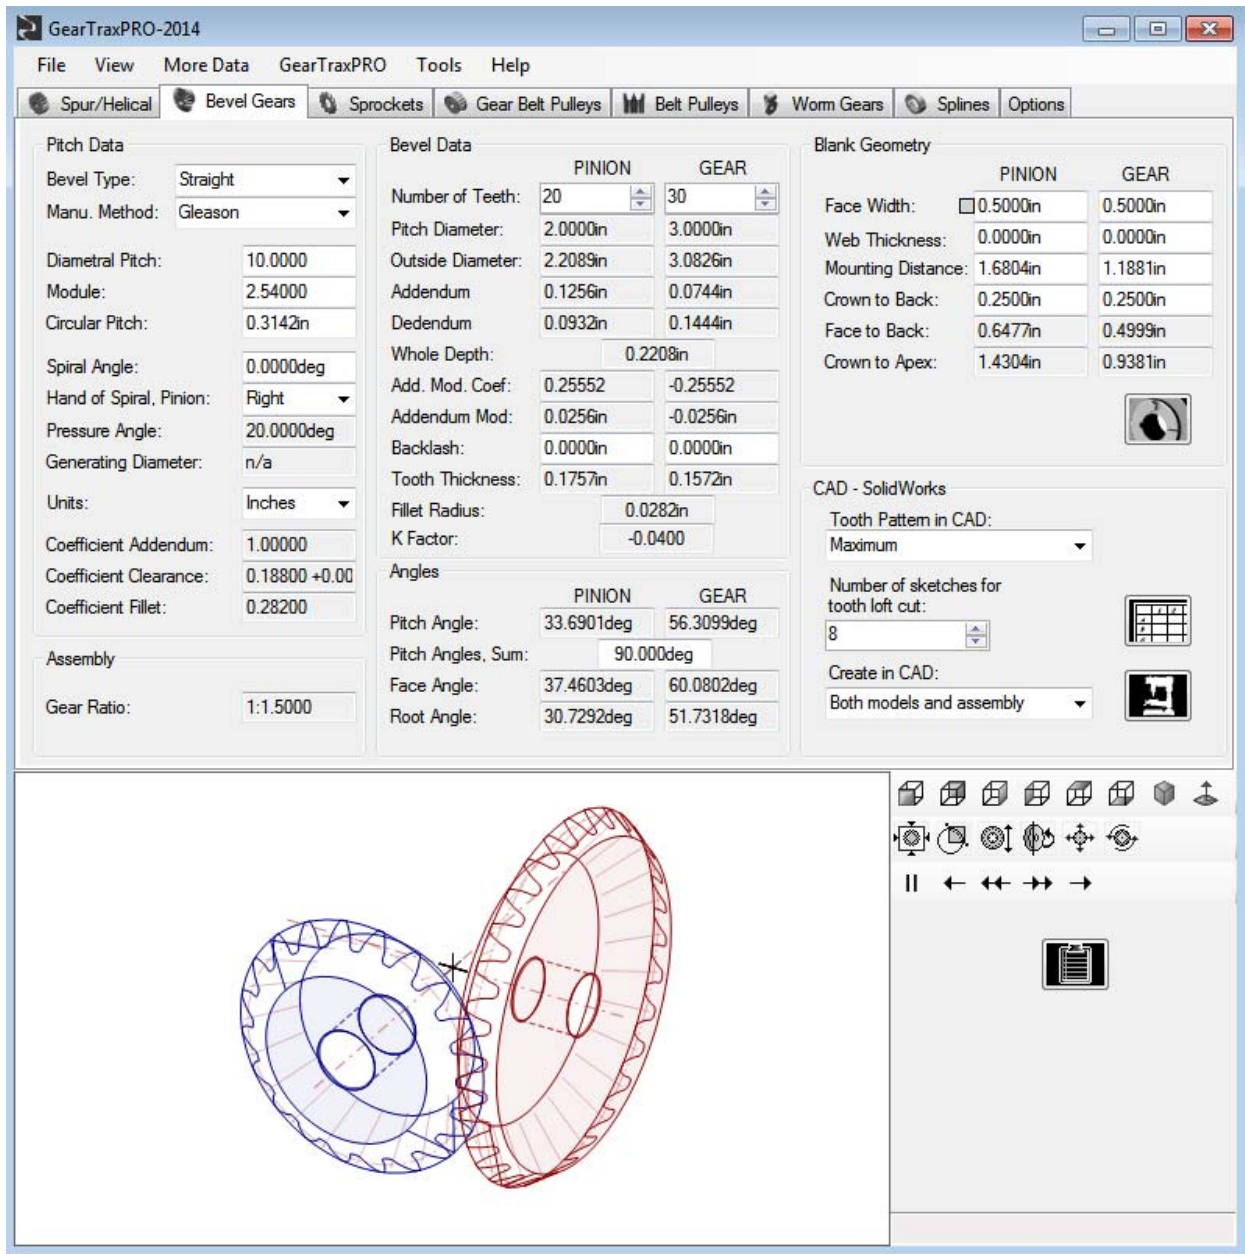 GearTraxPRO-2014
File View More Data GearTraxPRO Tools Help
Spur/Helical Bevel Gears Sprockets Gear Belt Pulleys Belt Pulleys Worm Gears Splines Options
Pitch Data
Bevel Type: Straight
Manu. Method: Gleason
Diametral Pitch: 10.0000
Module: 2.54000
Circular Pitch: 0.3142in
Spiral Angle: 0.0000deg
Hand of Spiral, Pinion: Right
Pressure Angle: 20.0000deg
Generating Diameter: n/a
Units: Inches
Coefficient Addendum: 1.00000
Coefficient Clearance: 0.18800 +0.00
Coefficient Fillet: 0.28200
Assembly
Gear Ratio: 1:1.5000
Bevel Data
PINION GEAR
Number of Teeth: 20 30
Pitch Diameter: 2.0000in 3.0000in
Outside Diameter: 2.2089in 3.0826in
Addendum 0.1256in 0.0744in
Dedendum 0.0932in 0.1444in
Whole Depth: 0.2208in
Add. Mod. Coef: 0.25552 -0.25552
Addendum Mod: 0.0256in -0.0256in
Backlash: 0.0000in 0.0000in
Tooth Thickness: 0.1757in 0.1572in
Fillet Radius: 0.0282in
K Factor: -0.0400
Angles
PINION GEAR
Pitch Angle: 33.6901deg 56.3099deg
Pitch Angles, Sum: 90.000deg
Face Angle: 37.4603deg 60.0802deg
Root Angle: 30.7292deg 51.7318deg
Blank Geometry
PINION GEAR
Face Width: 0.5000in 0.5000in
Web Thickness: 0.0000in 0.0000in
Mounting Distance: 1.6804in 1.1881in
Crown to Back: 0.2500in 0.2500in
Face to Back: 0.6477in 0.4999in
Crown to Apex: 1.4304in 0.9381in
CAD - SolidWorks
Tooth Pattern in CAD:
Maximum
Number of sketches for
tooth loft cut:
8
Create in CAD:
Both models and assembly